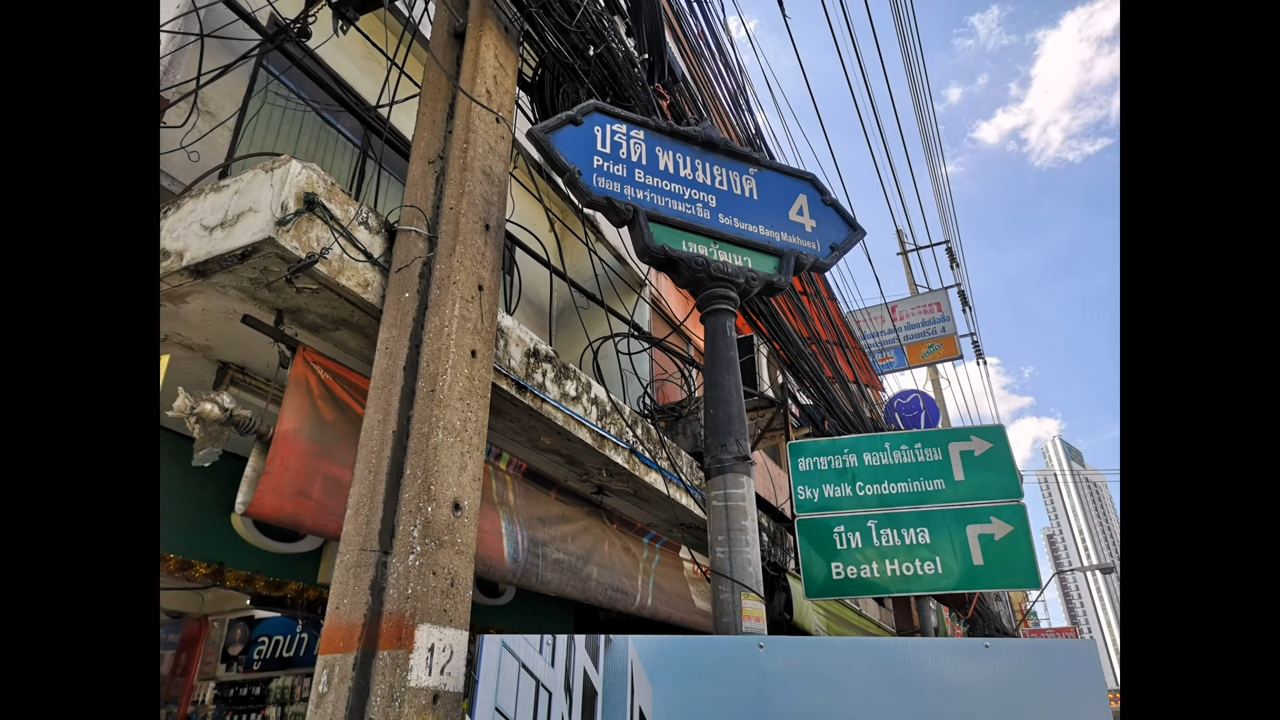 ปรีดี พนมยงค์ 4
Pridi Banomyong
(ซอย สุเหร่าบางมะเขือ Soi Surao Bang Makhuea)
เขตวัฒนา
สกายวอร์ค คอนโดมิเนียม
Sky Walk Condominium
บีท โฮเทล
Beat Hotel
ลูกน้ำ
12